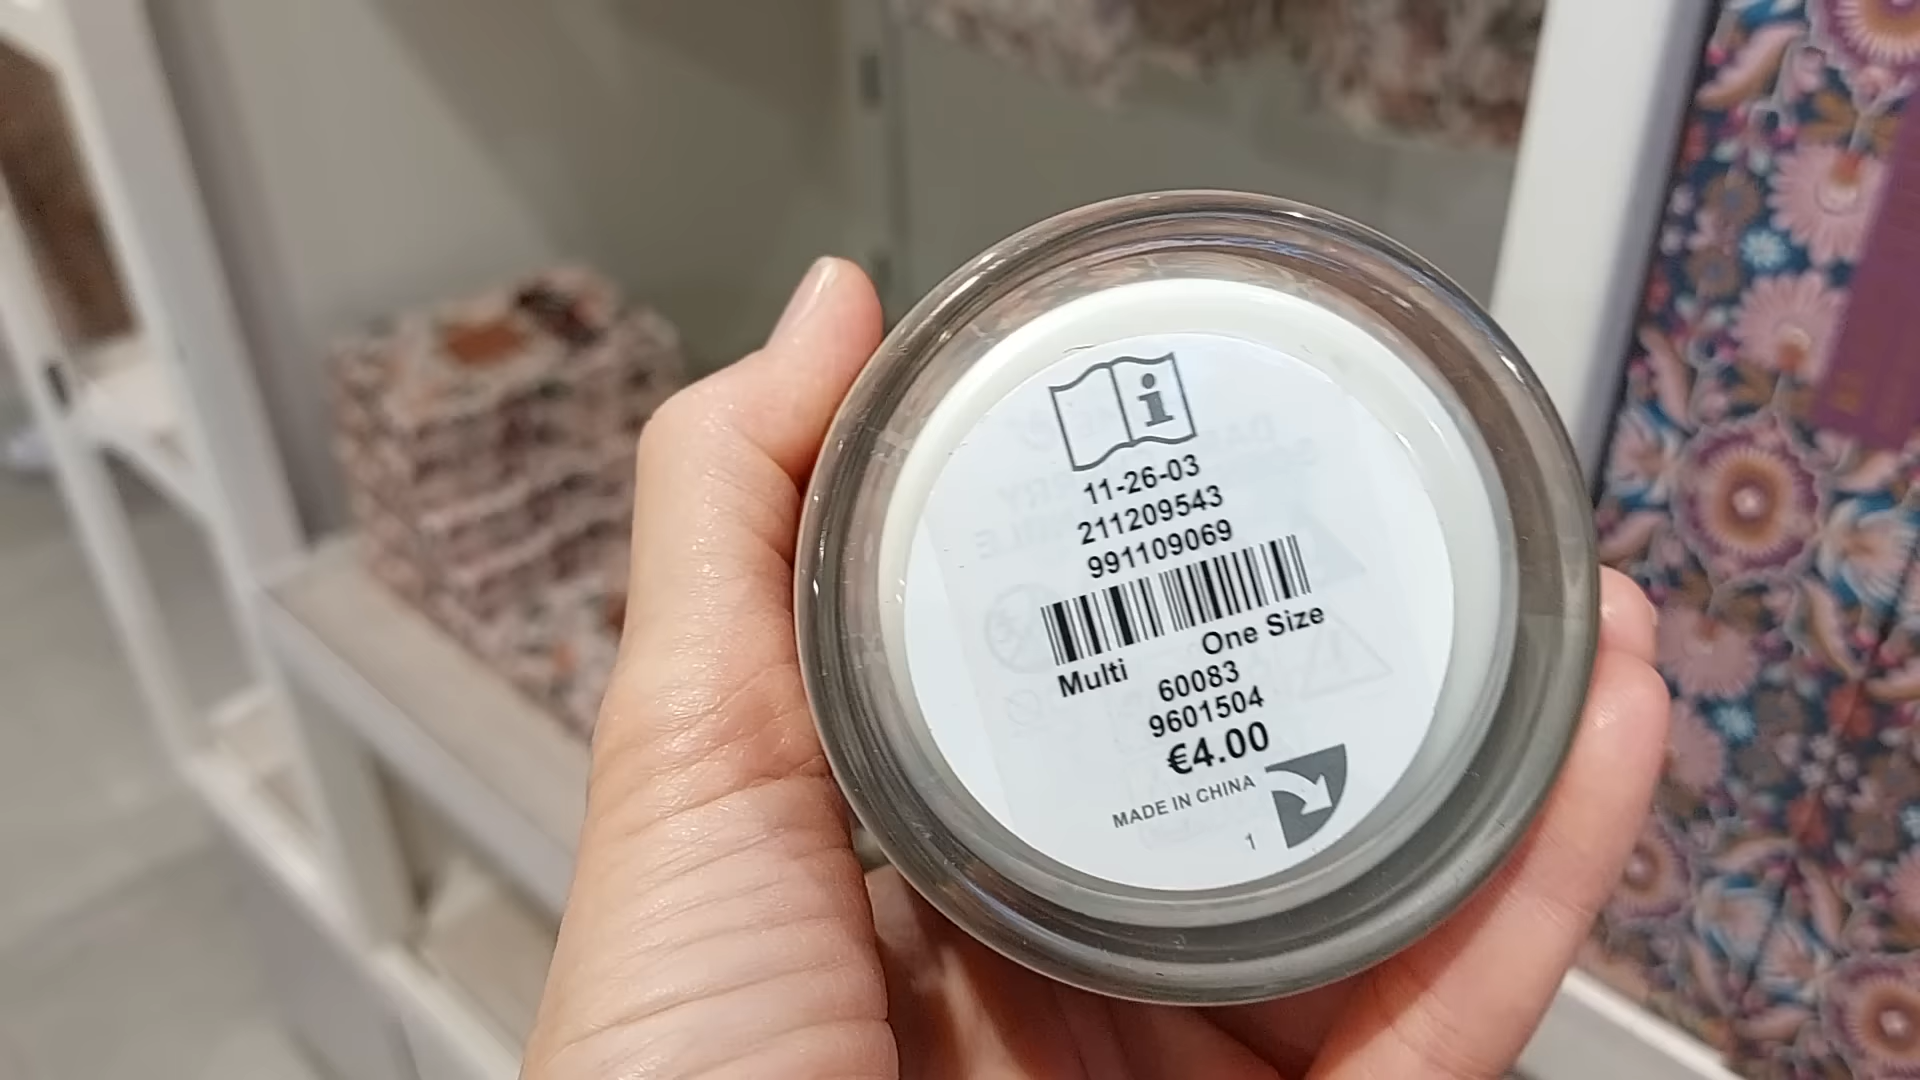 i
11-26-03
211209543
991109069
Multi One Size
60083
9601504
€4.00
MADE IN CHINA
1